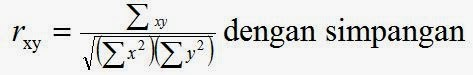 r_xy = ∑xy / √((∑x²)(∑y²)) dengan simpangan